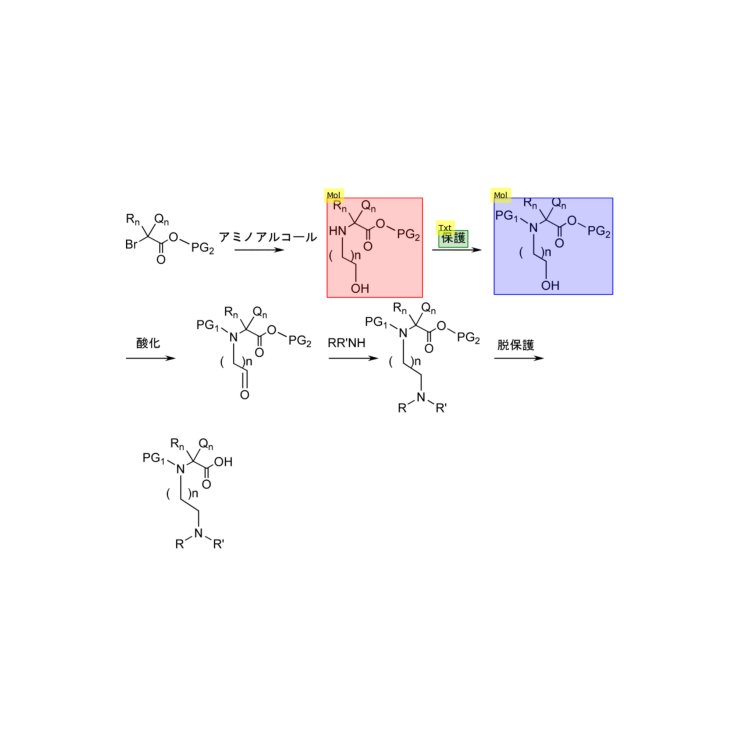 Mol
Mol
Rn Qn
Br O PG2
O
アミノアルコール
Rn Qn
HN O PG2
O
( )n
OH
Txt
保護
Rn Qn
PG1 N O PG2
O
( )n
OH
酸化
Rn Qn
PG1 N O PG2
O
( )n
O
RR'NH
Rn Qn
PG1 N O PG2
O
( )n
N
R R'
脱保護
Rn Qn
PG1 N OH
O
( )n
N
R R'